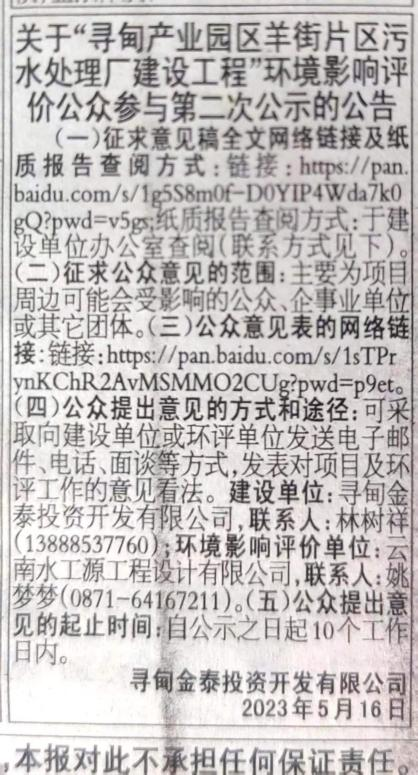 关于“寻甸产业园区羊街片区污
水处理厂建设工程”环境影响评
价公众参与第二次公示的公告
(一)征求意见稿全文网络链接及纸
质报告查阅方式:链接:https://pan.
baidu.com/s/1g5S8m0f-D0YIP4Wda7k0
gQ?pwd=v5gs;纸质报告查阅方式:于建
设单位办公室查阅(联系方式见下)。
(二)征求公众意见的范围:主要为项目
周边可能会受影响的公众、企事业单位
或其它团体。(三)公众意见表的网络链
接:链接:https://pan.baidu.com/s/1sTPr
ynKChR2AvMSMMO2CUg?pwd=p9et。
(四)公众提出意见的方式和途径:可采
取向建设单位或环评单位发送电子邮
件、电话、面谈等方式,发表对项目及环
评工作的意见看法。建设单位:寻甸金
泰投资开发有限公司,联系人:林树祥
(13888537760);环境影响评价单位:云
南水工源工程设计有限公司,联系人:姚
梦梦(0871-64167211)。(五)公众提出意
见的起止时间:自公示之日起10个工作
日内。
寻甸金泰投资开发有限公司
2023年5月16日
,本报对此不承担任何保证责任。